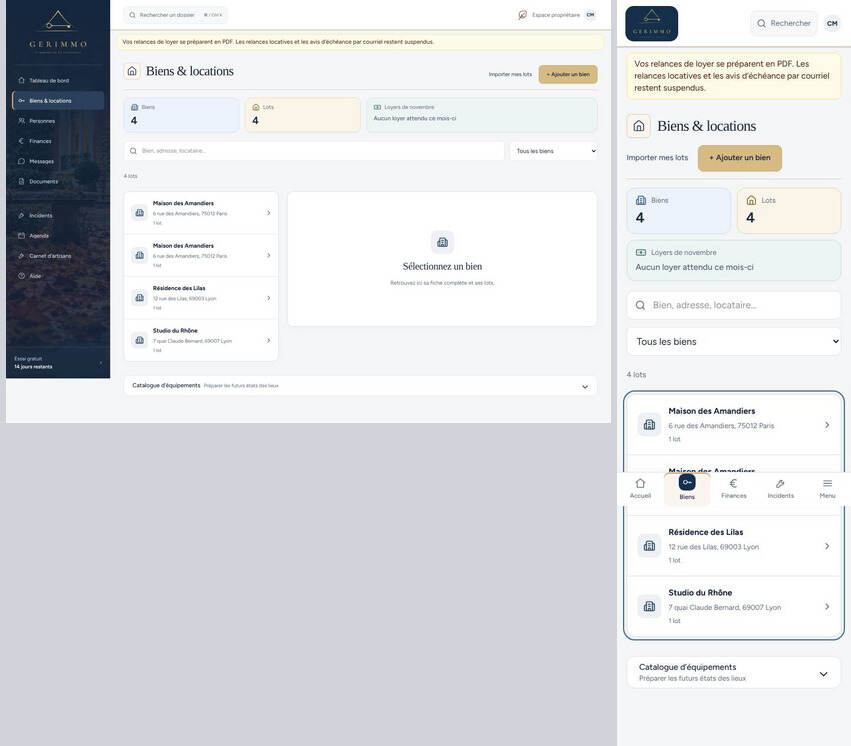 GERIMMO
Tableau de bord
Biens & locations
Personnes
Finances
Messages
Documents
Incidents
Agenda
Carnet d'artisans
Aide
Essai gratuit
14 jours restants
Rechercher un dossier
Espace propriétaire
CM
Vos relances de loyer se préparent en PDF. Les relances locatives et les avis d'échéance par courriel restent suspendus.
Biens & locations
Importer mes lots
+ Ajouter un bien
Biens
4
Lots
4
Loyers de novembre
Aucun loyer attendu ce mois-ci
Bien, adresse, locataire...
Tous les biens
4 lots
Maison des Amandiers
6 rue des Amandiers, 75012 Paris
1 lot
Maison des Amandiers
6 rue des Amandiers, 75012 Paris
1 lot
Résidence des Lilas
12 rue des Lilas, 69003 Lyon
1 lot
Studio du Rhône
7 quai Claude Bernard, 69007 Lyon
1 lot
Sélectionnez un bien
Retrouvez ici sa fiche complète et ses lots.
Catalogue d'équipements
Préparer les futurs états des lieux
GERIMMO
Rechercher
CM
Vos relances de loyer se préparent en PDF. Les
relances locatives et les avis d'échéance par courriel
restent suspendus.
Biens & locations
Importer mes lots
+ Ajouter un bien
Biens
4
Lots
4
Loyers de novembre
Aucun loyer attendu ce mois-ci
Bien, adresse, locataire...
Tous les biens
4 lots
Maison des Amandiers
6 rue des Amandiers, 75012 Paris
1 lot
Maison des Amandiers
Accueil
Biens
Finances
Incidents
Menu
Résidence des Lilas
12 rue des Lilas, 69003 Lyon
1 lot
Studio du Rhône
7 quai Claude Bernard, 69007 Lyon
1 lot
Catalogue d'équipements
Préparer les futurs états des lieux